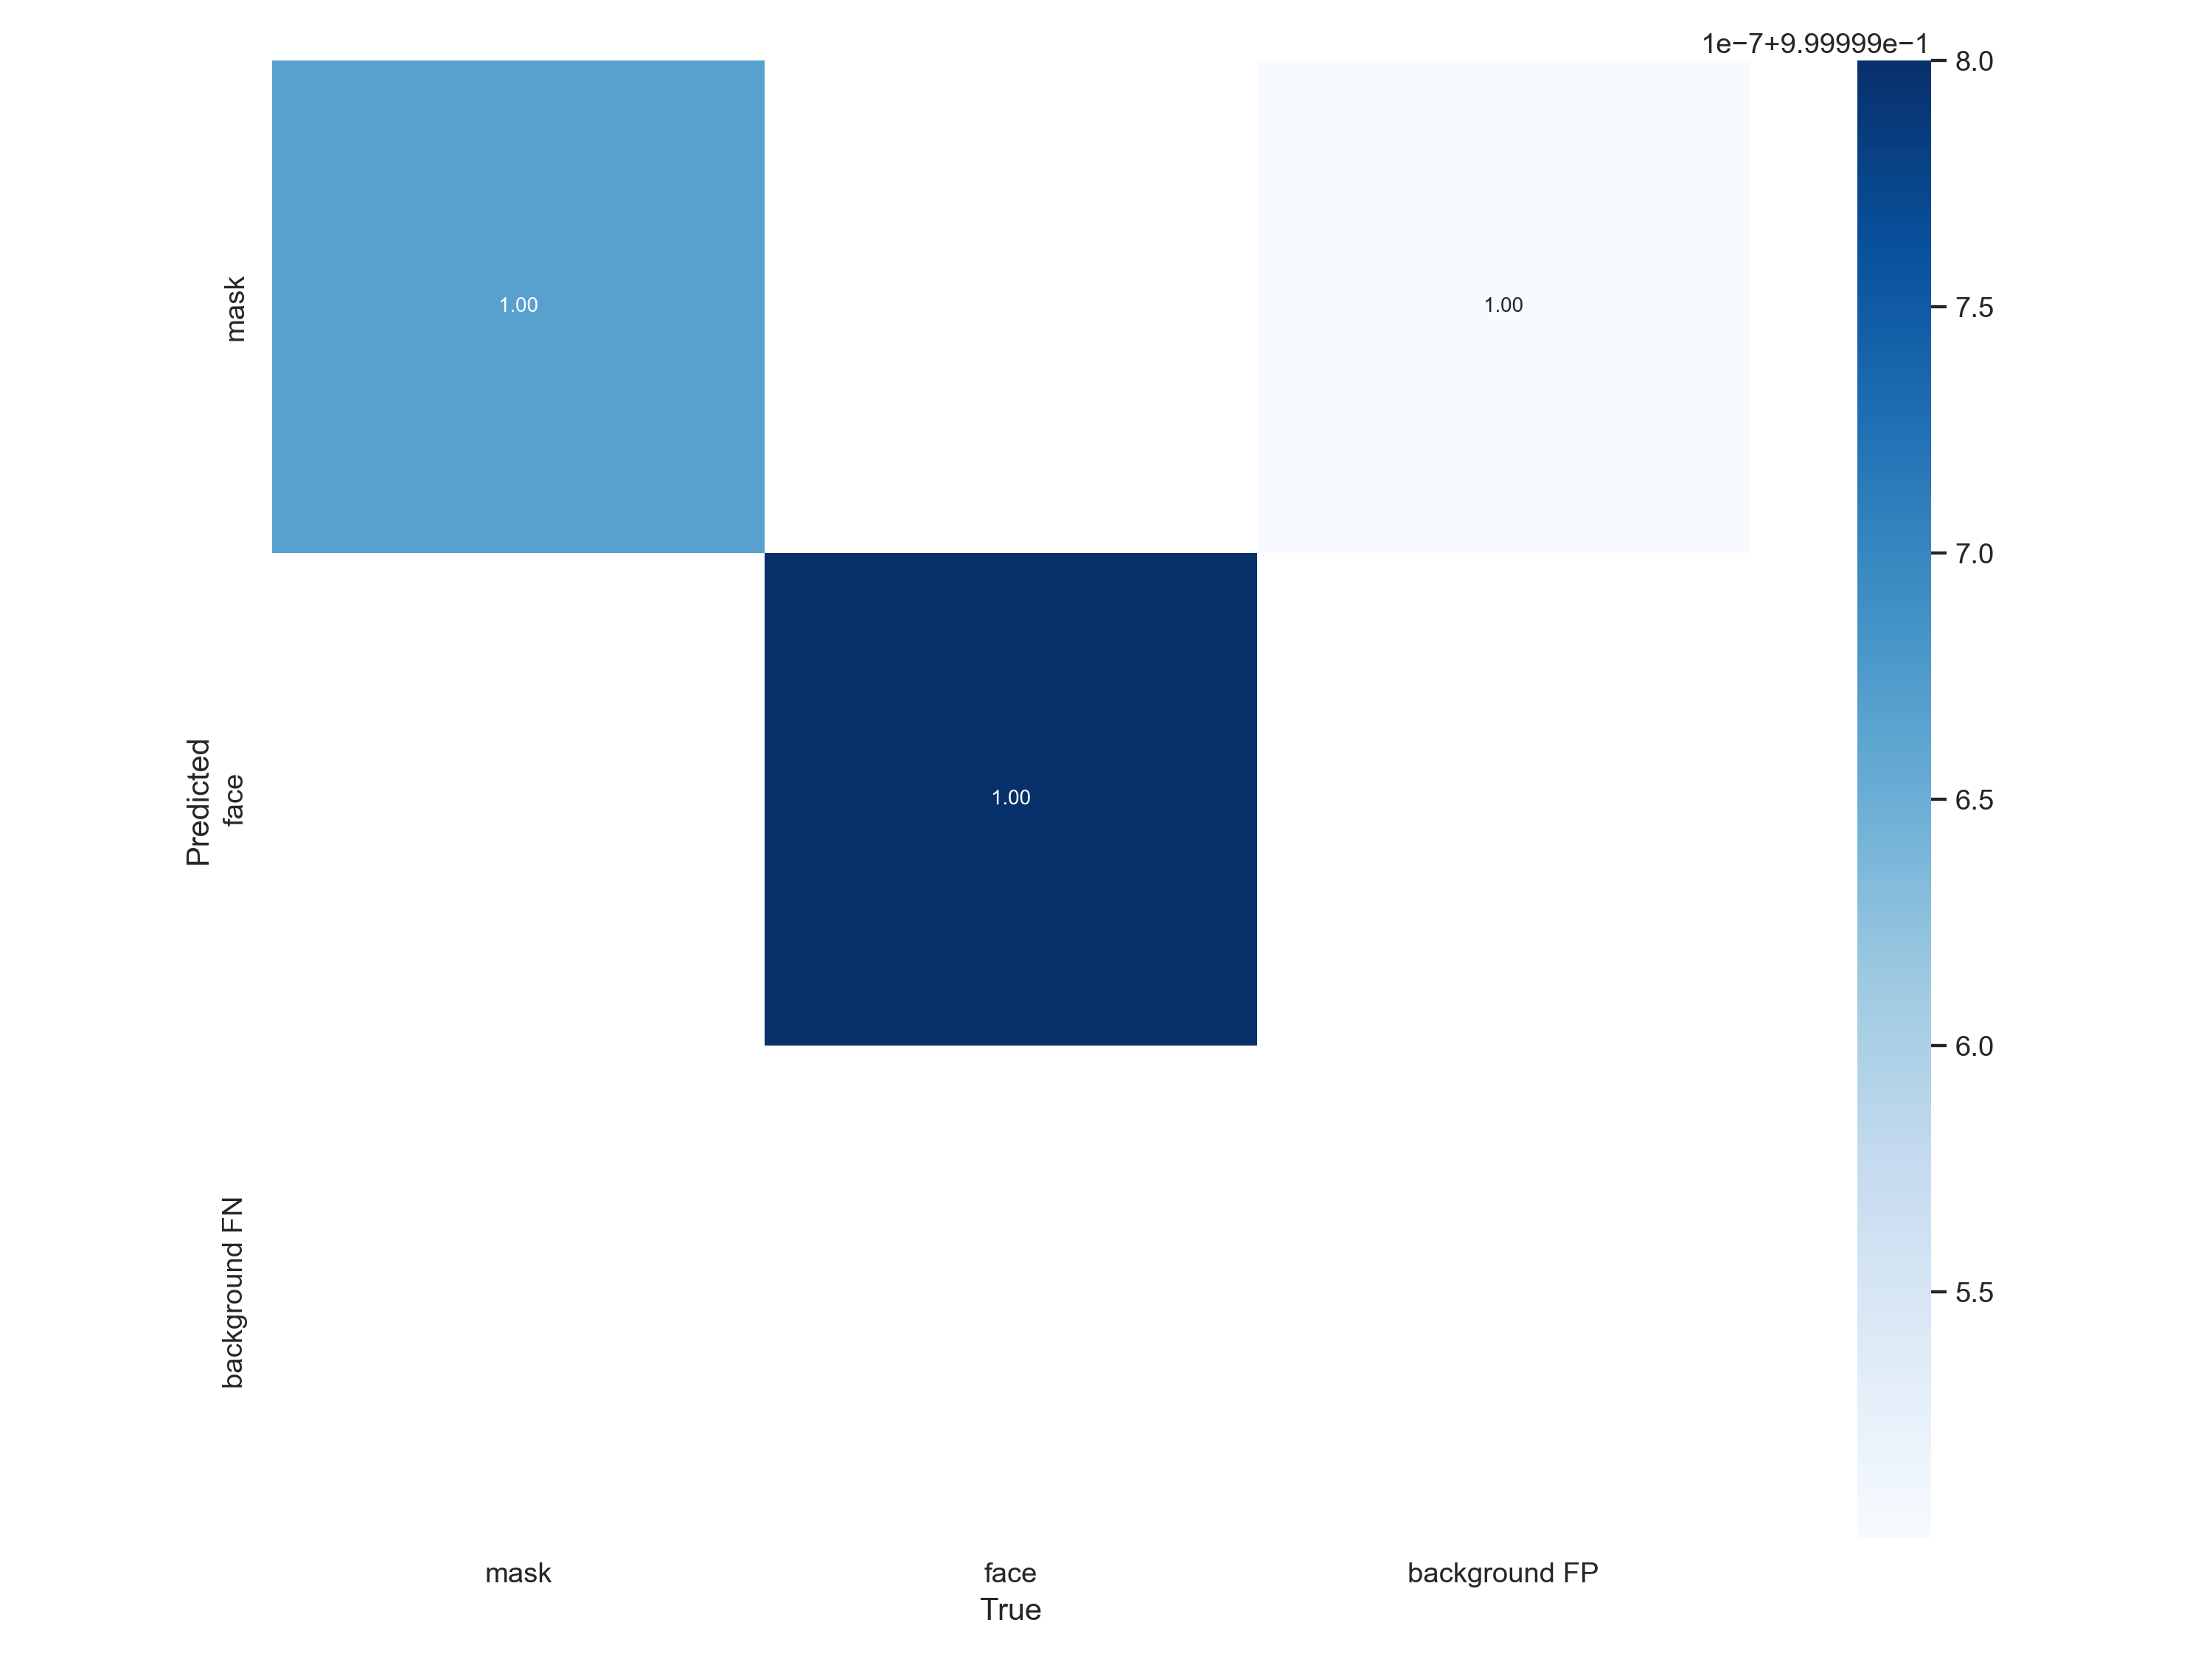 1e−7+9.99999e−1
8.0
7.5
7.0
6.5
6.0
5.5
mask
face
background FN
Predicted
1.00
1.00
1.00
mask
face
background FP
True